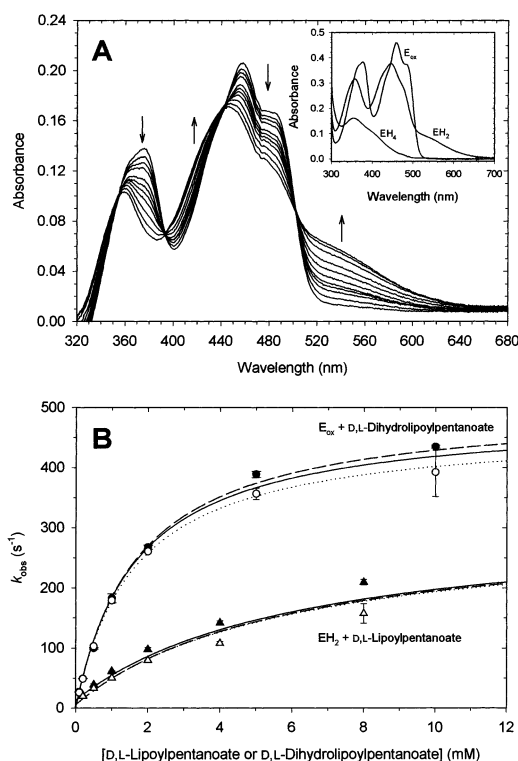 A
0.20
0.16
0.12
0.08
0.04
0.00
Absorbance
320 360 400 440 480 520 560 600 640 680
Wavelength (nm)
0.5
0.4
0.3
0.2
0.1
0.0
Absorbance
Eox
EH2
EH4
300 400 500 600 700
Wavelength (nm)
B
500
400
300
200
100
0
kobs (s-1)
Eox + D,L-Dihydrolipoylpentanoate
EH2 + D,L-Lipoylpentanoate
0 2 4 6 8 10 12
[D,L-Lipoylpentanoate or D,L-Dihydrolipoylpentanoate] (mM)